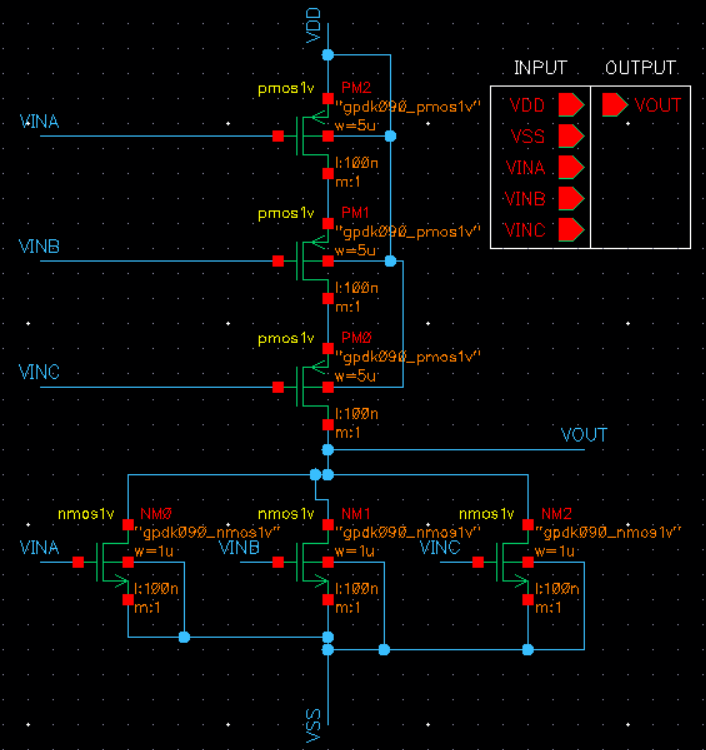 VDD
INPUT OUTPUT
pmos1v PM2
"gpdk090_pmos1v"
VDD VOUT
VINA w=5u
VSS
l:100n
VINA
m:1
VINB
pmos1v PM1
"gpdk090_pmos1v"
VINC
VINB w=5u
l:100n
m:1
pmos1v PM0
"gpdk090_pmos1v"
VINC w=5u
l:100n
m:1
VOUT
nmos1v NM0 nmos1v NM1 nmos1v NM2
"gpdk090_nmos1v" "gpdk090_nmos1v" "gpdk090_nmos1v"
VINA w=1u VINB w=1u VINC w=1u
l:100n l:100n l:100n
m:1 m:1 m:1
VSS